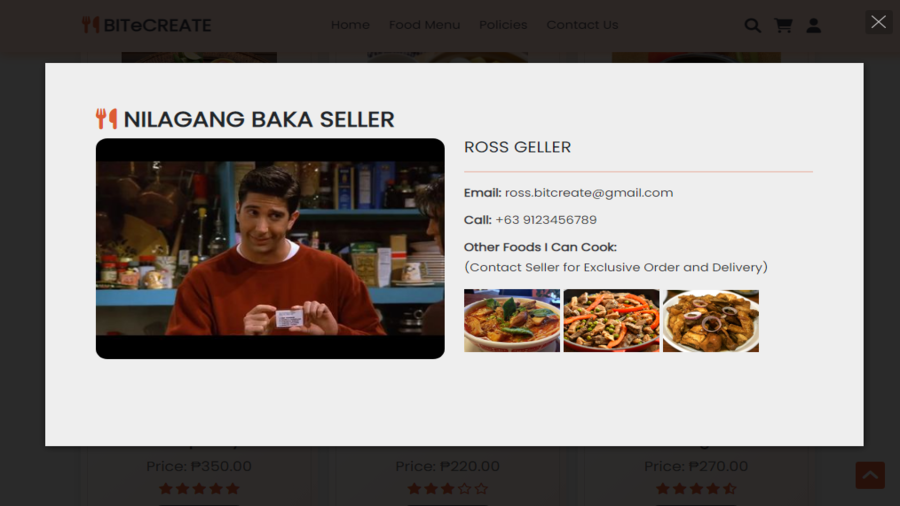 BITeCREATE
Home Food Menu Policies Contact Us
NILAGANG BAKA SELLER
ROSS GELLER
Email: ross.bitcreate@gmail.com
Call: +63 9123456789
Other Foods I Can Cook:
(Contact Seller for Exclusive Order and Delivery)
Price: ₱350.00 Price: ₱220.00 Price: ₱270.00